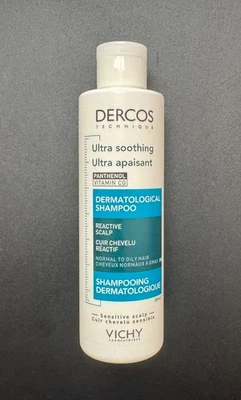 DERCOS
TECHNIQUE
Ultra soothing
Ultra apaisant
PANTHENOL
VITAMIN CG
DERMATOLOGICAL
SHAMPOO
REACTIVE
SCALP
CUIR CHEVELU
RÉACTIF
NORMAL TO OILY HAIR
CHEVEUX NORMAUX À GRAS
SHAMPOOING
DERMATOLOGIQUE
Sensitive scalp
Cuir chevelu sensible
VICHY
LABORATOIRES